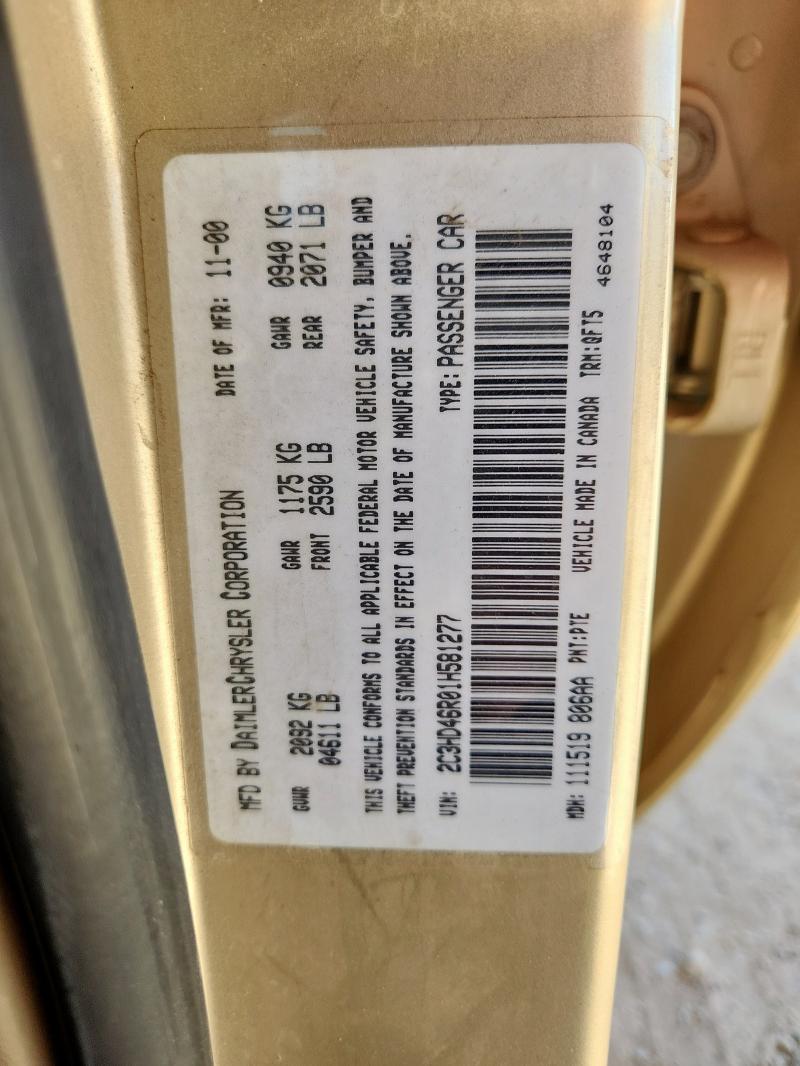 MFD BY DAIMLERCHRYSLER CORPORATION DATE OF MFR: 11-00
GVWR 2092 KG GAWR 1175 KG GAWR 0940 KG
04611 LB FRONT 2590 LB REAR 2071 LB
THIS VEHICLE CONFORMS TO ALL APPLICABLE FEDERAL MOTOR VEHICLE SAFETY, BUMPER AND
THEFT PREVENTION STANDARDS IN EFFECT ON THE DATE OF MANUFACTURE SHOWN ABOVE.
VIN: 2C3HD46R01H581277 TYPE: PASSENGER CAR
MDH: 111519 806AA PNT:PTE VEHICLE MADE IN CANADA TRM:QFT5
4648104